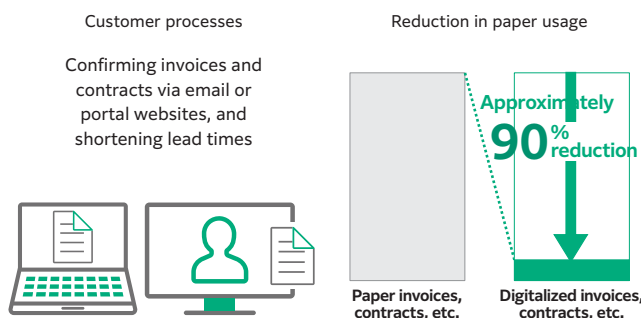 Customer processes
Confirming invoices and
contracts via email or
portal websites, and
shortening lead times
Reduction in paper usage
Approximately
90% reduction
Paper invoices,
contracts, etc.
Digitalized invoices,
contracts, etc.